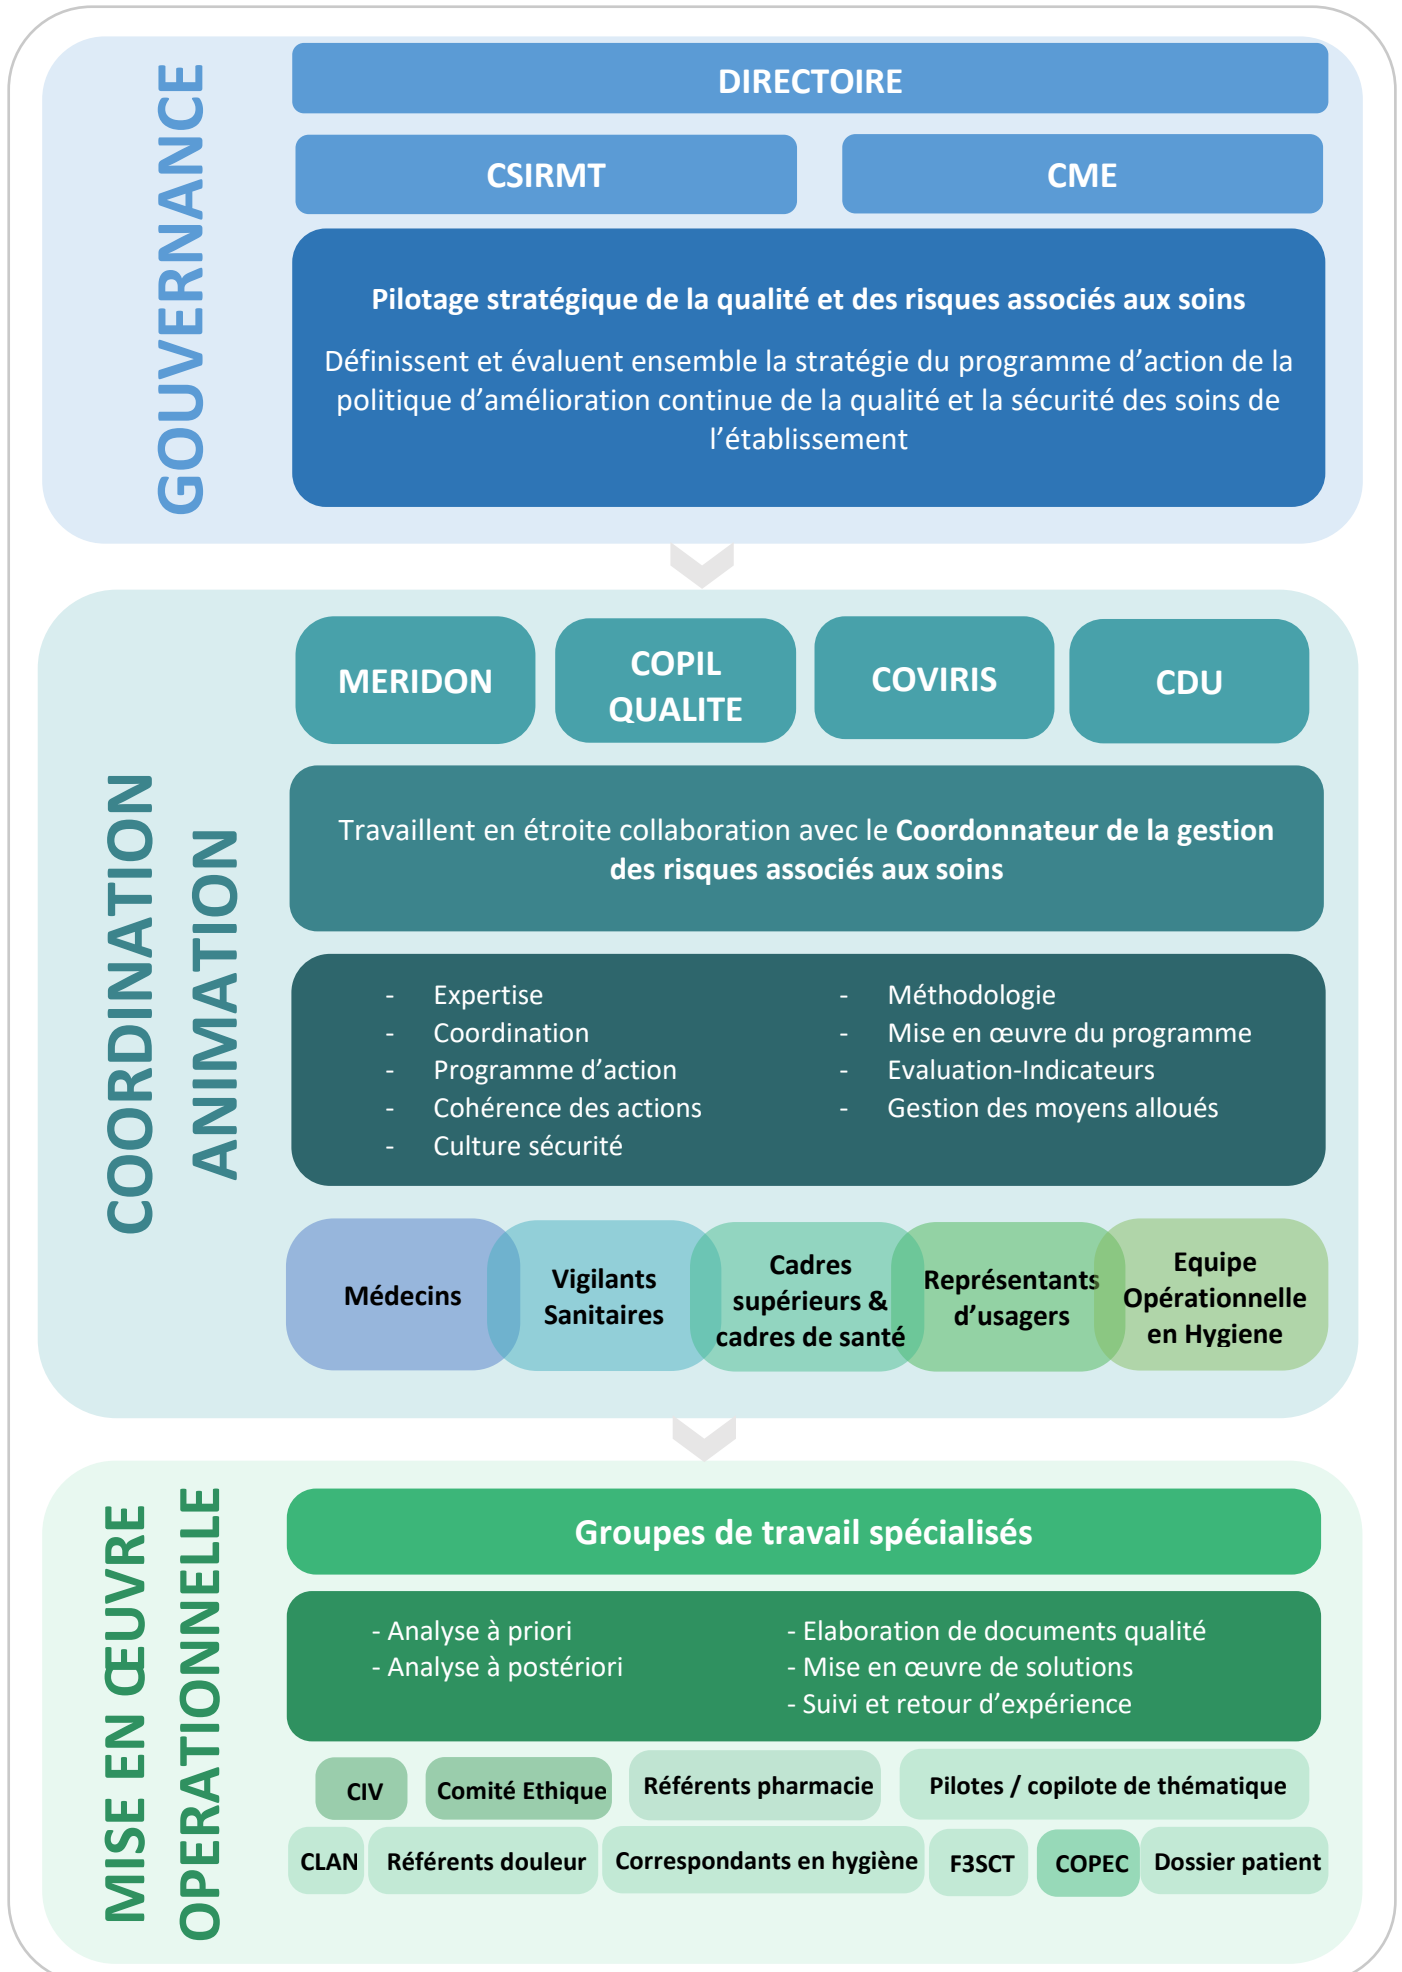 GOUVERNANCE
DIRECTOIRE
CSIRMT
CME
Pilotage stratégique de la qualité et des risques associés aux soins
Définissent et évaluent ensemble la stratégie du programme d’action de la
politique d’amélioration continue de la qualité et la sécurité des soins de
l’établissement
COORDINATION
ANIMATION
MERIDON
COPIL
QUALITE
COVIRIS
CDU
Travaillent en étroite collaboration avec le Coordonnateur de la gestion
des risques associés aux soins
- Expertise
- Coordination
- Programme d’action
- Cohérence des actions
- Culture sécurité
- Méthodologie
- Mise en œuvre du programme
- Evaluation-Indicateurs
- Gestion des moyens alloués
Médecins
Vigilants
Sanitaires
Cadres
supérieurs &
cadres de santé
Représentants
d’usagers
Equipe
Opérationnelle
en Hygiene
MISE EN ŒUVRE
OPERATIONNELLE
Groupes de travail spécialisés
- Analyse à priori
- Analyse à postériori
- Elaboration de documents qualité
- Mise en œuvre de solutions
- Suivi et retour d’expérience
CIV
Comité Ethique
Référents pharmacie
Pilotes / copilote de thématique
CLAN
Référents douleur
Correspondants en hygiène
F3SCT
COPEC
Dossier patient